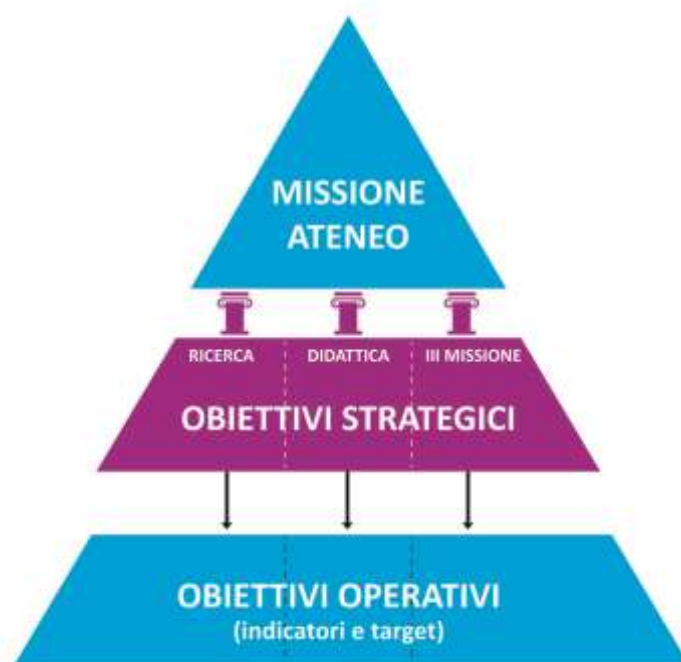 MISSIONE
ATENEO
RICERCA
DIDATTICA
III MISSIONE
OBIETTIVI STRATEGICI
OBIETTIVI OPERATIVI
(indicatori e target)